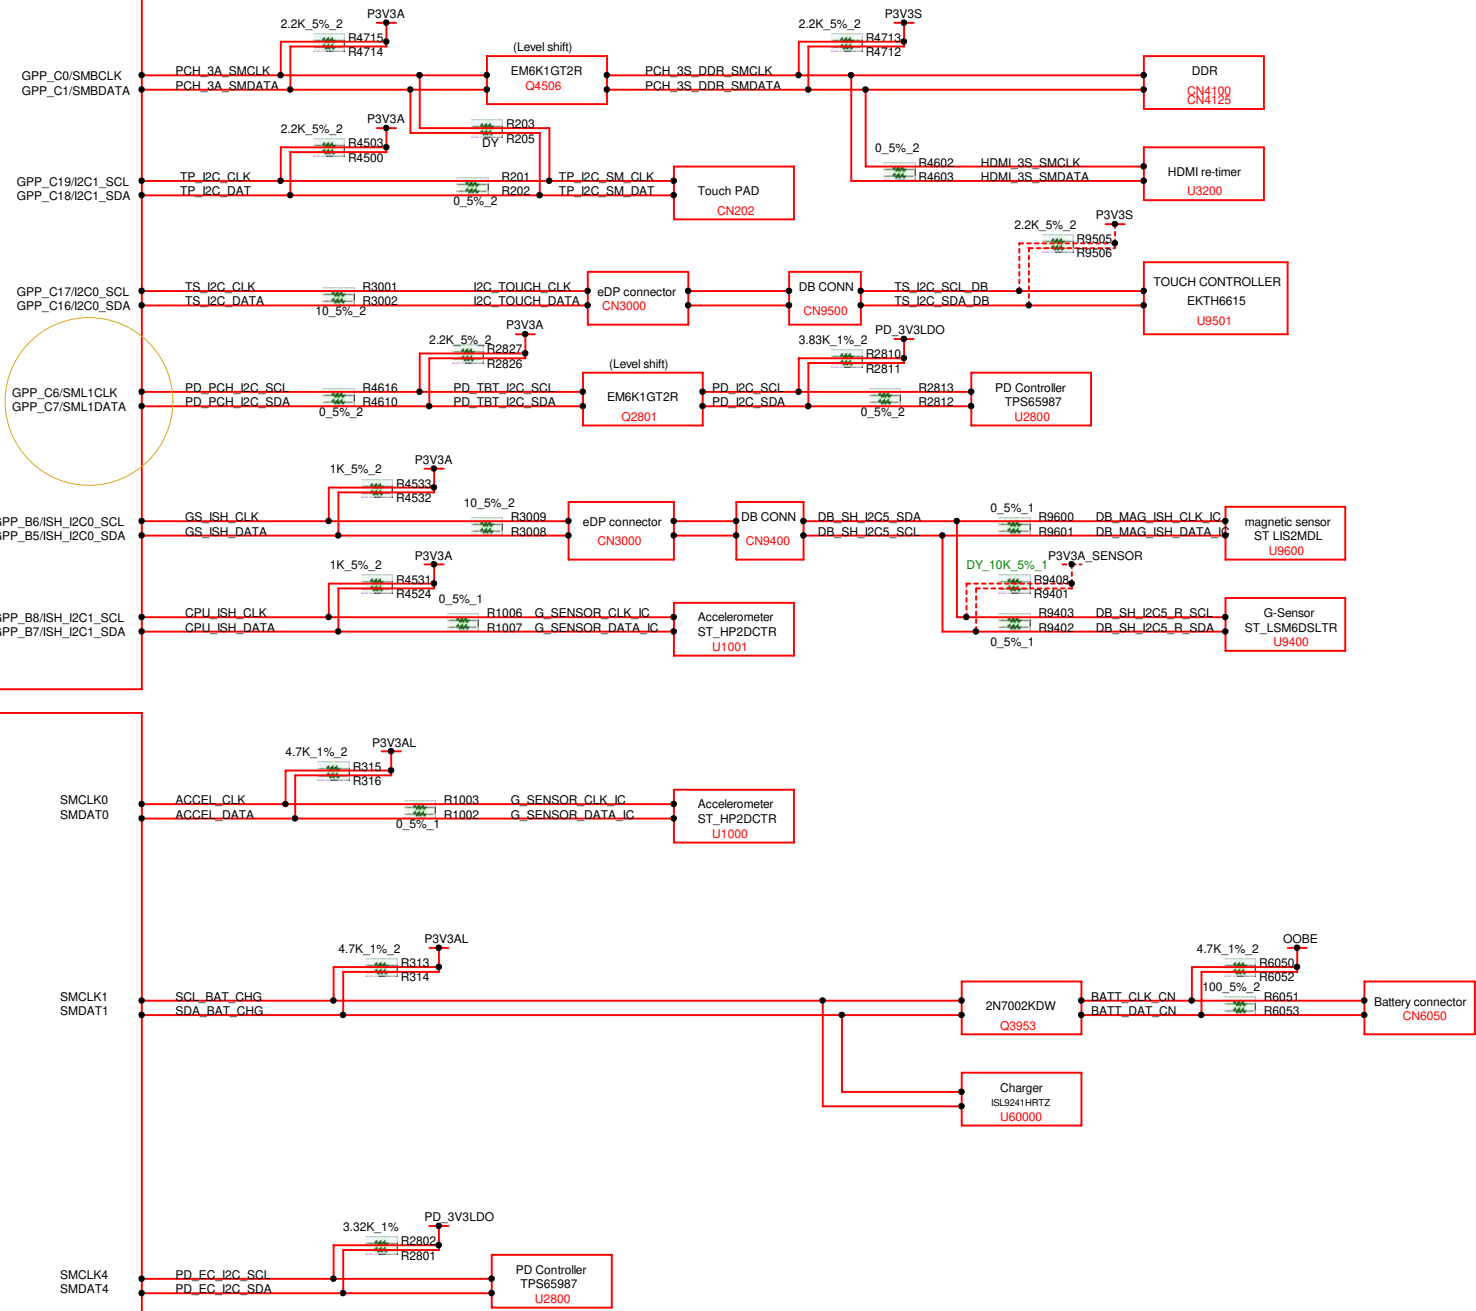 P3V3A
2.2K_5%_2
R4715
R4714
P3V3S
2.2K_5%_2
R4713
R4712
(Level shift)
GPP_C0/SMBCLK
PCH_3A_SMCLK
EM6K1GT2R
PCH_3S_DDR_SMCLK
DDR
GPP_C1/SMBDATA
PCH_3A_SMDATA
Q4506
PCH_3S_DDR_SMDATA
CN4100
CN4125
P3V3A
2.2K_5%_2
R4503
R4500
R203
DY
R205
0_5%_2
R4602
HDMI_3S_SMCLK
R4603
HDMI_3S_SMDATA
HDMI re-timer
U3200
GPP_C19/I2C1_SCL
TP_I2C_CLK
R201
TP_I2C_SM_CLK
GPP_C18/I2C1_SDA
TP_I2C_DAT
R202
TP_I2C_SM_DAT
0_5%_2
Touch PAD
CN202
P3V3S
2.2K_5%_2
R9505
R9506
GPP_C17/I2C0_SCL
TS_I2C_CLK
R3001
I2C_TOUCH_CLK
eDP connector
DB CONN
TS_I2C_SCL_DB
TOUCH CONTROLLER
GPP_C16/I2C0_SDA
TS_I2C_DATA
R3002
I2C_TOUCH_DATA
CN3000
CN9500
TS_I2C_SDA_DB
EKTH6615
10_5%_2
U9501
P3V3A
2.2K_5%_2
R2827
R2826
PD_3V3LDO
3.83K_1%_2
R2810
R2811
(Level shift)
GPP_C6/SML1CLK
PD_PCH_I2C_SCL
R4616
PD_TBT_I2C_SCL
EM6K1GT2R
PD_I2C_SCL
R2813
PD Controller
GPP_C7/SML1DATA
PD_PCH_I2C_SDA
R4610
PD_TBT_I2C_SDA
Q2801
PD_I2C_SDA
R2812
TPS65987
0_5%_2
0_5%_2
U2800
P3V3A
1K_5%_2
R4533
R4532
10_5%_2
0_5%_1
GPP_B6/ISH_I2C0_SCL
GS_ISH_CLK
R3009
eDP connector
DB CONN
DB_SH_I2C5_SDA
R9600
DB_MAG_ISH_CLK_IC
magnetic sensor
GPP_B5/ISH_I2C0_SDA
GS_ISH_DATA
R3008
CN3000
CN9400
DB_SH_I2C5_SCL
R9601
DB_MAG_ISH_DATA_IC
ST LIS2MDL
U9600
P3V3A
1K_5%_2
R4531
R4524
P3V3A_SENSOR
DY_10K_5%_1
R9408
R9401
0_5%_1
GPP_B8/ISH_I2C1_SCL
CPU_ISH_CLK
R1006
G_SENSOR_CLK_IC
Accelerometer
R9403
DB_SH_I2C5_R_SCL
G-Sensor
GPP_B7/ISH_I2C1_SDA
CPU_ISH_DATA
R1007
G_SENSOR_DATA_IC
ST_HP2DCTR
R9402
DB_SH_I2C5_R_SDA
ST_LSM6DSLTR
U1001
0_5%_1
U9400
P3V3AL
4.7K_1%_2
R315
R316
SMCLK0
ACCEL_CLK
R1003
G_SENSOR_CLK_IC
Accelerometer
SMDAT0
ACCEL_DATA
R1002
G_SENSOR_DATA_IC
ST_HP2DCTR
0_5%_1
U1000
P3V3AL
4.7K_1%_2
R313
R314
OOBE
4.7K_1%_2
R6050
R6052
100_5%_2
SMCLK1
SCL_BAT_CHG
2N7002KDW
BATT_CLK_CN
R6051
Battery connector
SMDAT1
SDA_BAT_CHG
Q3953
BATT_DAT_CN
R6053
CN6050
Charger
ISL9241HRTZ
U60000
PD_3V3LDO
3.32K_1%
R2802
R2801
SMCLK4
PD_EC_I2C_SCL
PD Controller
SMDAT4
PD_EC_I2C_SDA
TPS65987
U2800